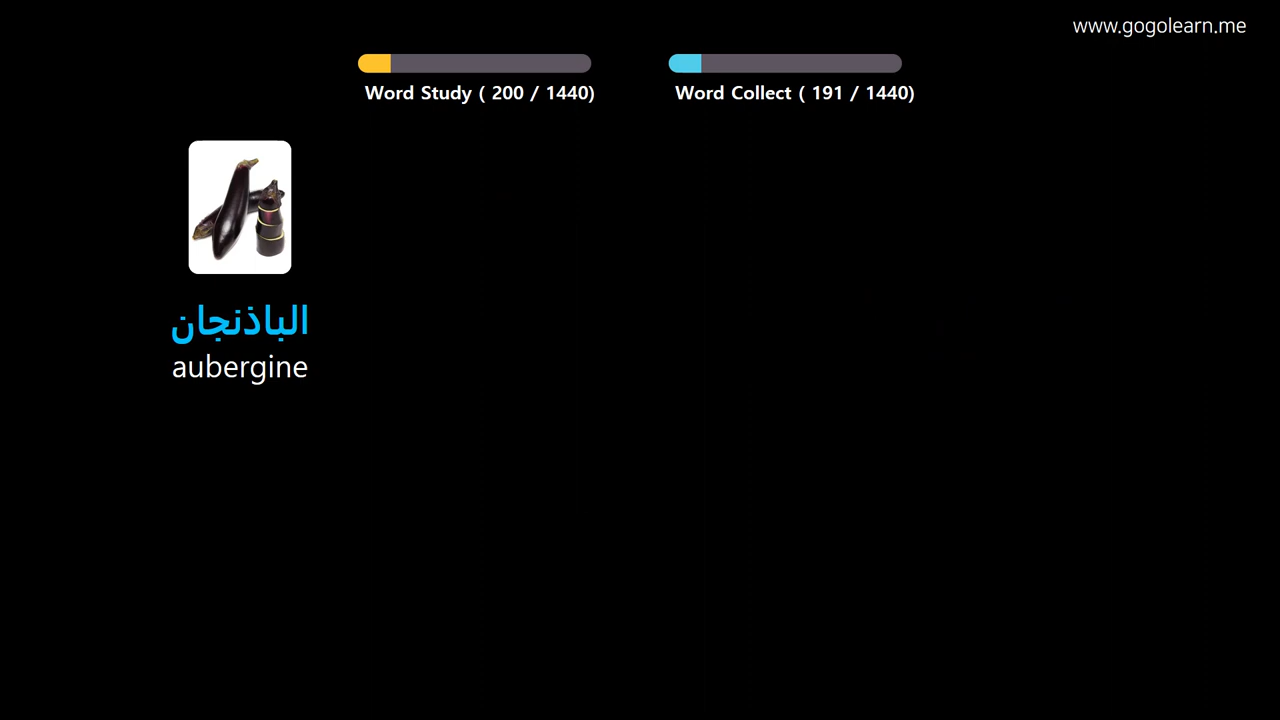 www.gogolearn.me
Word Study ( 200 / 1440)
Word Collect ( 191 / 1440)
الباذنجان
aubergine